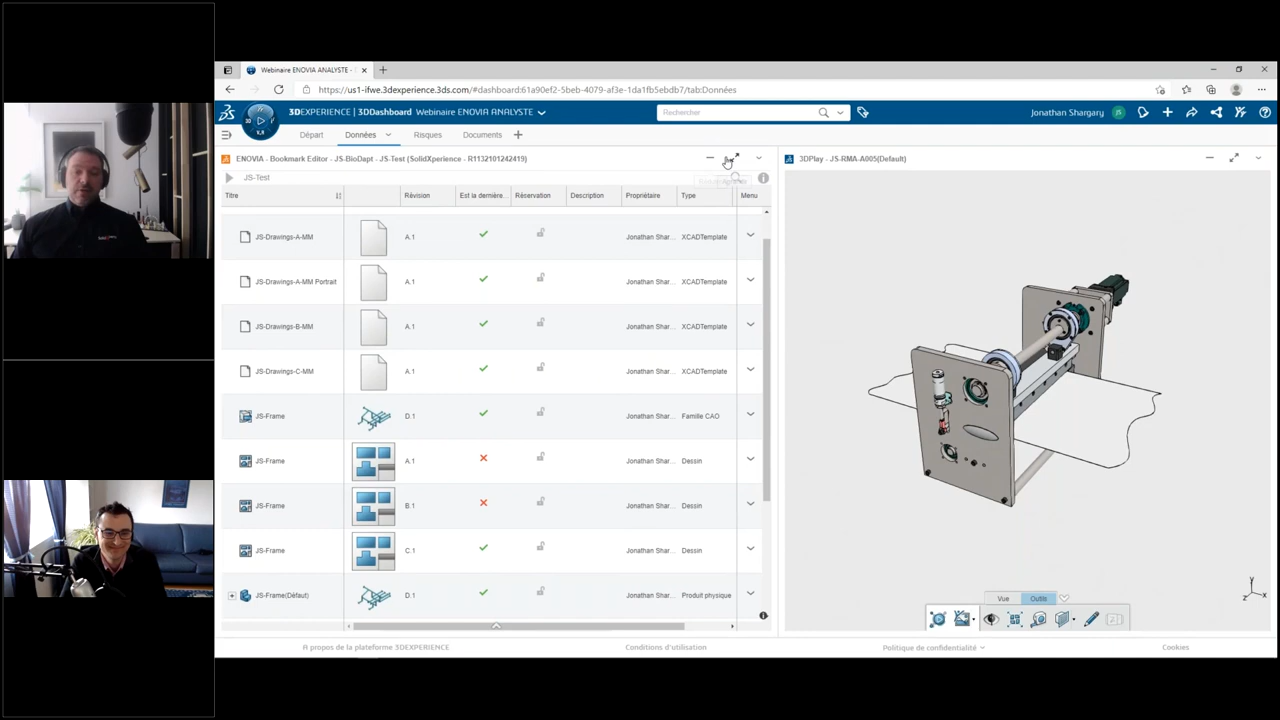 Webinaire ENOVIA ANALYSTE -
https://us1-ifwe.3dexperience.3ds.com/#dashboard:61a90ef2-5beb-4079-af3e-1da1fb5ebdb7/tab:Données
3DEXPERIENCE | 3DDashboard Webinaire ENOVIA ANALYSTE
Rechercher
Jonathan Shargary
Départ
Données
Risques
Documents
ENOVIA - Bookmark Editor - JS-BioDapt - JS-Test (SolidXperience - R1132101242419)
3DPlay - JS-RMA-A005(Default)
JS-Test
Titre Révision Est la dernière... Réservation Description Propriétaire Type Menu
JS-Drawings-A-MM A.1 Jonathan Shar... XCADTemplate
JS-Drawings-A-MM Portrait A.1 Jonathan Shar... XCADTemplate
JS-Drawings-B-MM A.1 Jonathan Shar... XCADTemplate
JS-Drawings-C-MM A.1 Jonathan Shar... XCADTemplate
JS-Frame D.1 Jonathan Shar... Famille CAO
JS-Frame A.1 Jonathan Shar... Dessin
JS-Frame B.1 Jonathan Shar... Dessin
JS-Frame C.1 Jonathan Shar... Dessin
JS-Frame(Défaut) D.1 Jonathan Shar... Produit physique
Vue Outils
Y
Z X
A propos de la plateforme 3DEXPERIENCE
Conditions d'utilisation
Politique de confidentialité
Cookies